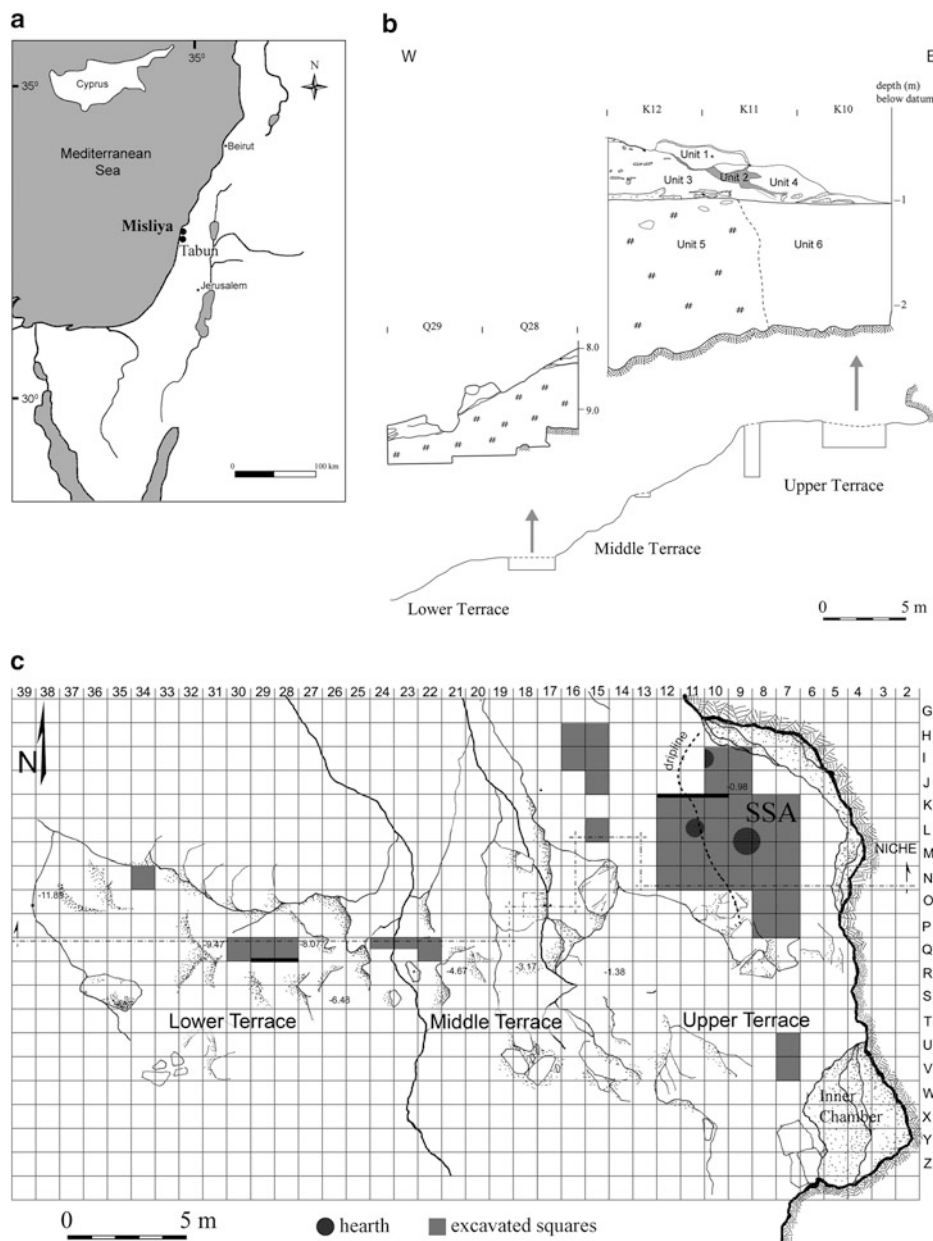 a
35°
35°
N
Cyprus
Beirut
Mediterranean
Sea
Misliya
Tabun
Jerusalem
30°
0 100 km
b
W E
depth (m)
below datum
K12 K11 K10
Unit 1
Unit 2
Unit 3
Unit 4
-1
Unit 5
Unit 6
-2
Q29 Q28
8.0
9.0
Upper Terrace
Middle Terrace
Lower Terrace
0 5 m
c
39 38 37 36 35 34 33 32 31 30 29 28 27 26 25 24 23 22 21 20 19 18 17 16 15 14 13 12 11 10 9 8 7 6 5 4 3 2
G
H
I
J
K
L
M
N
O
P
Q
R
S
T
U
V
W
X
Y
Z
N
dripline
-0.98
SSA
NICHE
-11.85
-9.47
-8.07
-6.48
-4.67
-3.17
-1.38
Lower Terrace Middle Terrace Upper Terrace
Inner
Chamber
0 5 m
hearth
excavated squares